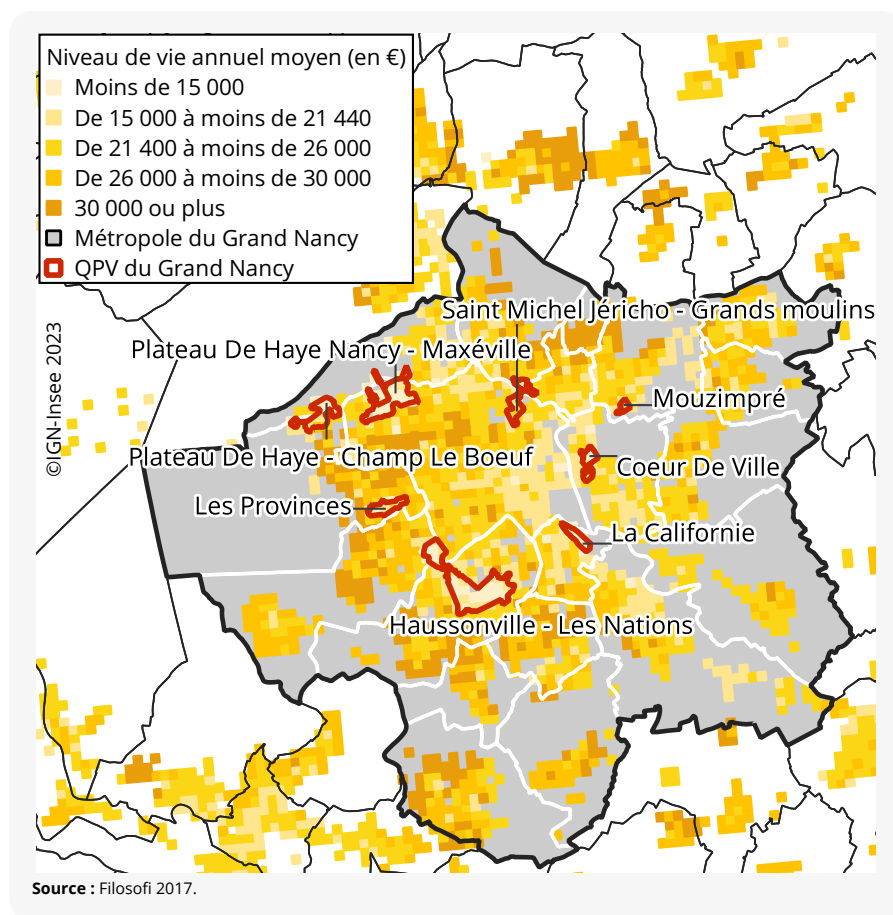 Niveau de vie annuel moyen (en €)
Moins de 15 000
De 15 000 à moins de 21 440
De 21 400 à moins de 26 000
De 26 000 à moins de 30 000
30 000 ou plus
Métropole du Grand Nancy
QPV du Grand Nancy
Saint Michel Jéricho - Grands moulins
Plateau De Haye Nancy - Maxéville
Mouzimpré
Plateau De Haye - Champ Le Boeuf
Coeur De Ville
Les Provinces
La Californie
Haussonville - Les Nations
©IGN-Insee 2023
Source : Filosofi 2017.